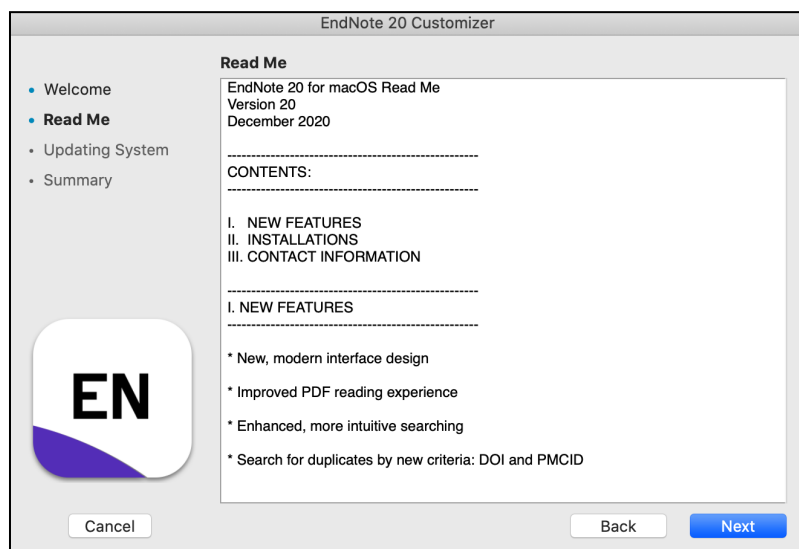 EndNote 20 Customizer
Read Me
• Welcome
• Read Me
• Updating System
• Summary
EndNote 20 for macOS Read Me
Version 20
December 2020
-----------------------------------------------------
CONTENTS:
-----------------------------------------------------
I. NEW FEATURES
II. INSTALLATIONS
III. CONTACT INFORMATION
-----------------------------------------------------
I. NEW FEATURES
-----------------------------------------------------
* New, modern interface design
* Improved PDF reading experience
* Enhanced, more intuitive searching
* Search for duplicates by new criteria: DOI and PMCID
EN
Cancel
Back
Next